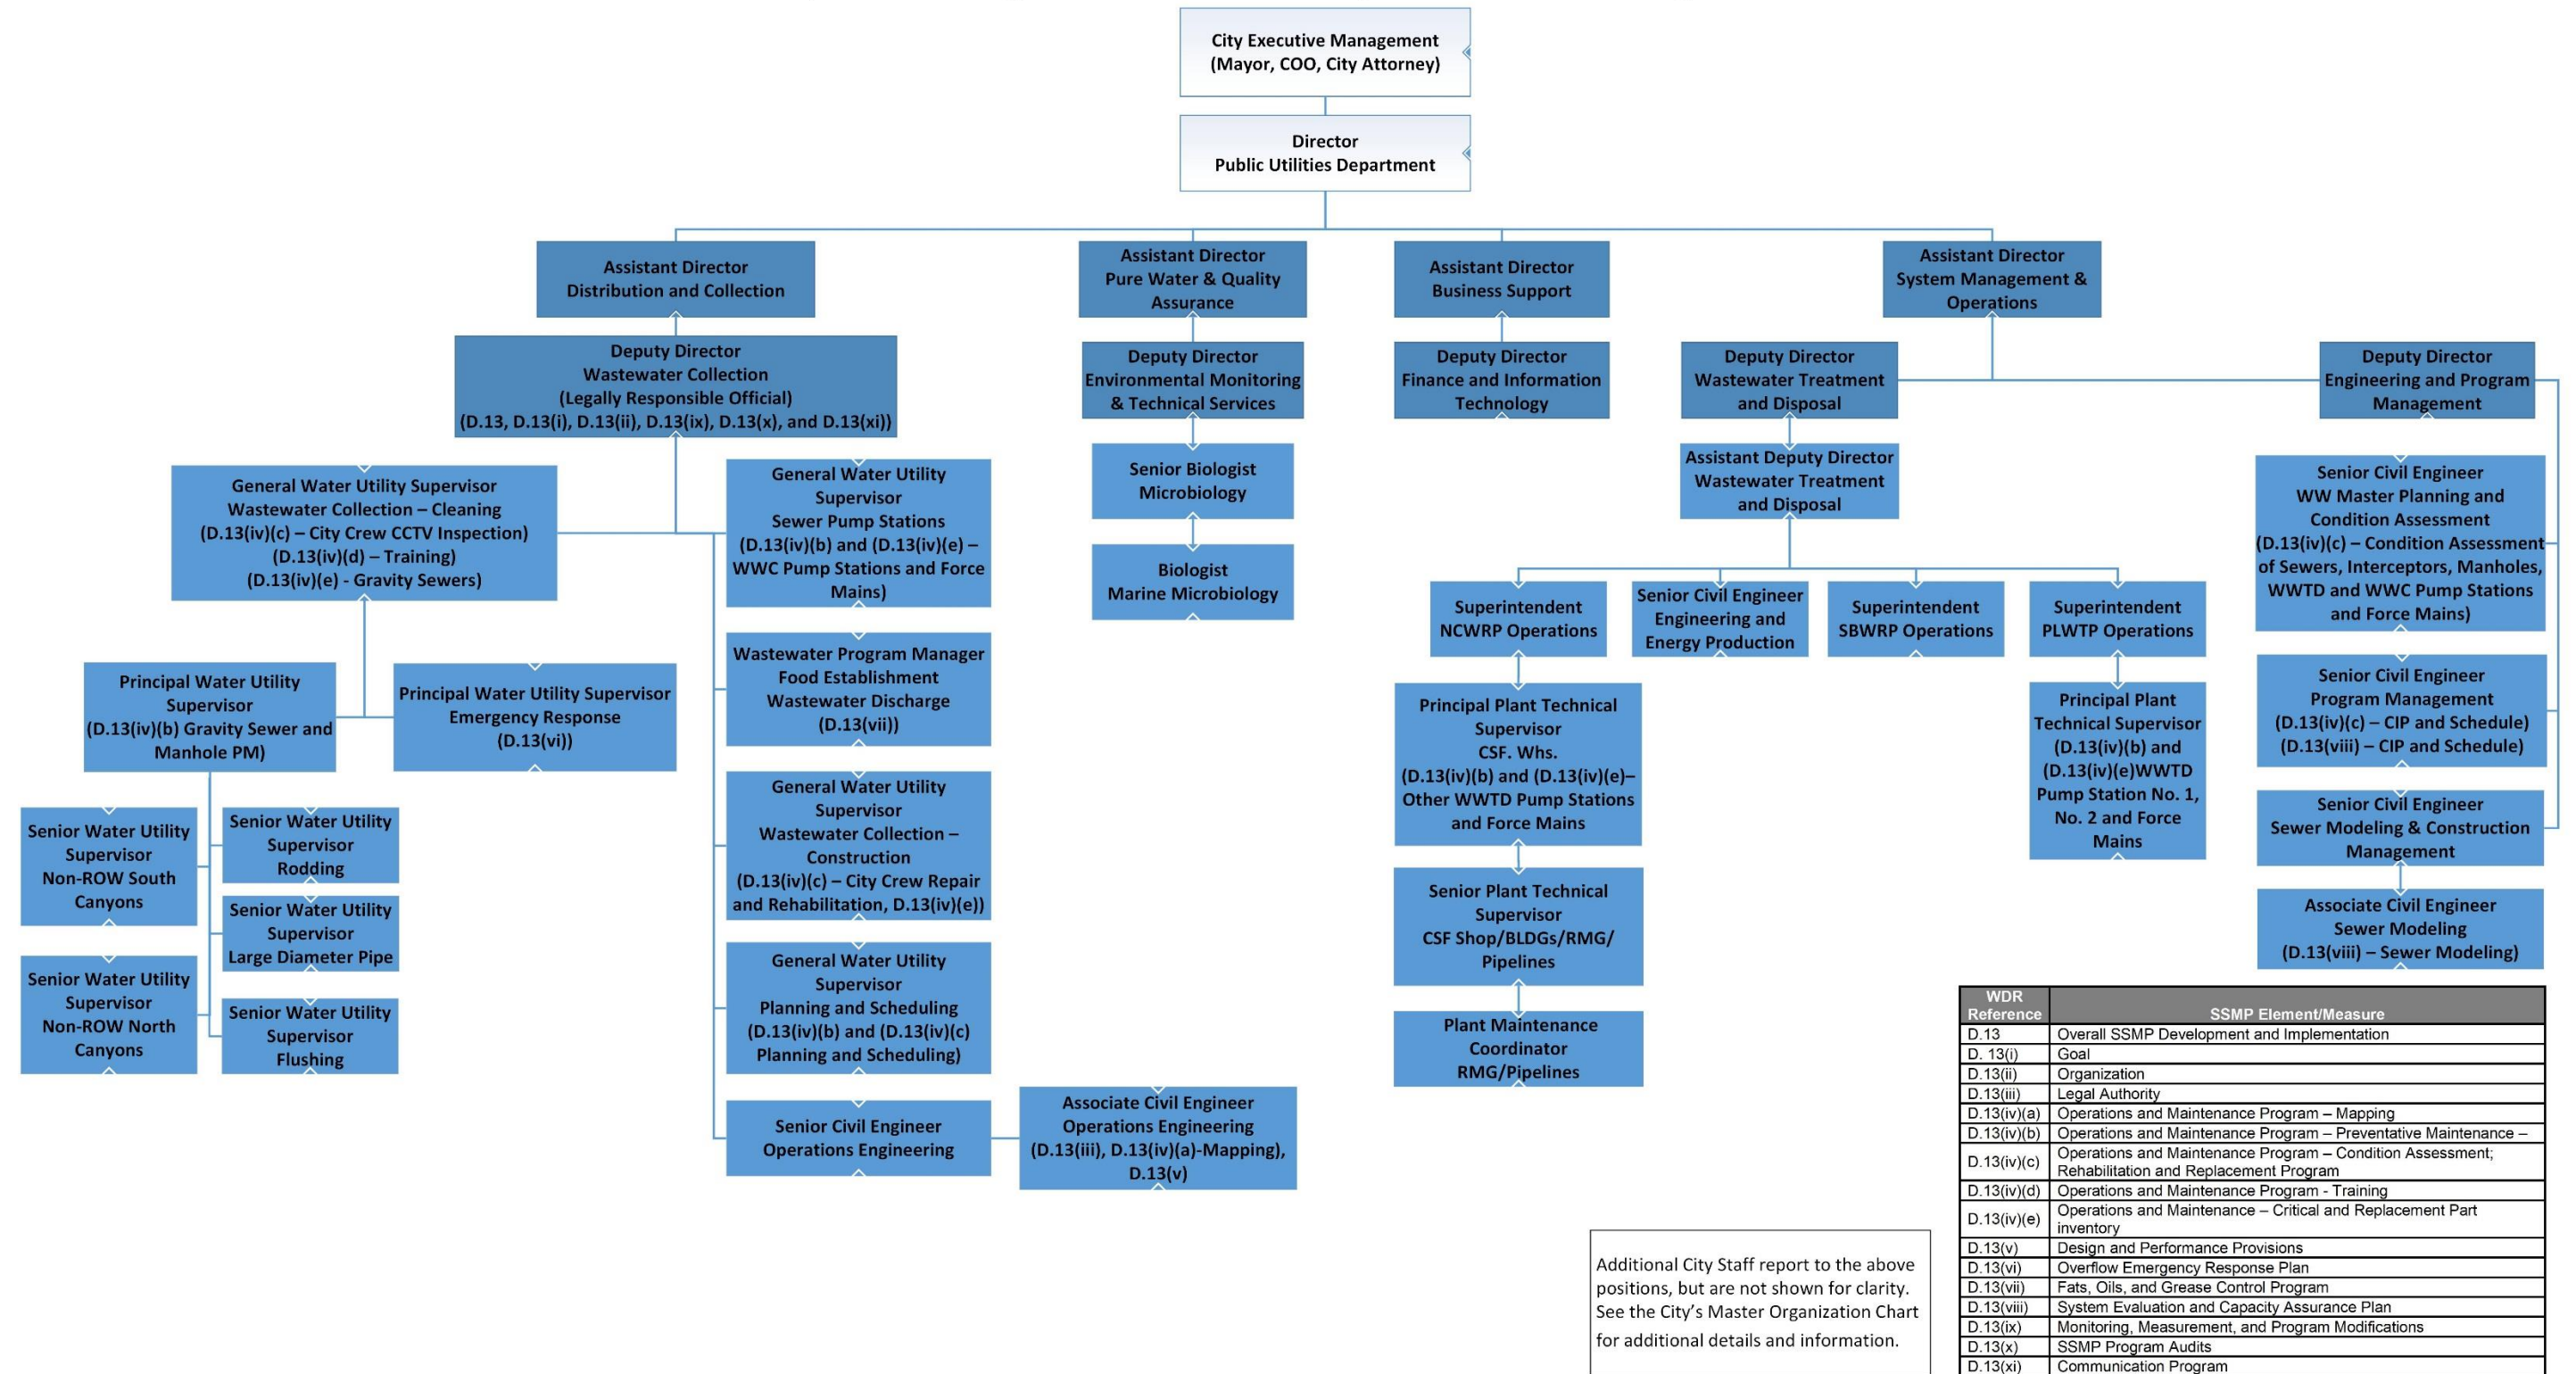 City Executive Management
(Mayor, COO, City Attorney)
Director
Public Utilities Department
Assistant Director
Distribution and Collection
Assistant Director
Pure Water & Quality
Assurance
Assistant Director
Business Support
Assistant Director
System Management &
Operations
Deputy Director
Wastewater Collection
(Legally Responsible Official)
(D.13, D.13(i), D.13(ii), D.13(ix), D.13(x), and D.13(xi))
Deputy Director
Environmental Monitoring
& Technical Services
Deputy Director
Finance and Information
Technology
Deputy Director
Wastewater Treatment
and Disposal
Deputy Director
Engineering and Program
Management
General Water Utility Supervisor
Wastewater Collection – Cleaning
(D.13(iv)(c) – City Crew CCTV Inspection)
(D.13(iv)(d) – Training)
(D.13(iv)(e) - Gravity Sewers)
General Water Utility
Supervisor
Sewer Pump Stations
(D.13(iv)(b) and (D.13(iv)(e) –
WWC Pump Stations and Force
Mains)
Senior Biologist
Microbiology
Biologist
Marine Microbiology
Assistant Deputy Director
Wastewater Treatment
and Disposal
Senior Civil Engineer
WW Master Planning and
Condition Assessment
(D.13(iv)(c) – Condition Assessment
of Sewers, Interceptors, Manholes,
WWTD and WWC Pump Stations
and Force Mains)
Superintendent
NCWRP Operations
Senior Civil Engineer
Engineering and
Energy Production
Superintendent
SBWRP Operations
Superintendent
PLWTP Operations
Principal Water Utility
Supervisor
(D.13(iv)(b) Gravity Sewer and
Manhole PM)
Principal Water Utility Supervisor
Emergency Response
(D.13(vi))
Wastewater Program Manager
Food Establishment
Wastewater Discharge
(D.13(vii))
Principal Plant Technical
Supervisor
CSF. Whs.
(D.13(iv)(b) and (D.13(iv)(e)–
Other WWTD Pump Stations
and Force Mains
Principal Plant
Technical Supervisor
(D.13(iv)(b) and
(D.13(iv)(e)WWTD
Pump Station No. 1,
No. 2 and Force
Mains
Senior Civil Engineer
Program Management
(D.13(iv)(c) – CIP and Schedule)
(D.13(viii) – CIP and Schedule)
Senior Water Utility
Supervisor
Non-ROW South
Canyons
Senior Water Utility
Supervisor
Rodding
General Water Utility
Supervisor
Wastewater Collection –
Construction
(D.13(iv)(c) – City Crew Repair
and Rehabilitation, D.13(iv)(e))
Senior Civil Engineer
Sewer Modeling & Construction
Management
Senior Water Utility
Supervisor
Large Diameter Pipe
Senior Plant Technical
Supervisor
CSF Shop/BLDGs/RMG/
Pipelines
Associate Civil Engineer
Sewer Modeling
(D.13(viii) – Sewer Modeling)
Senior Water Utility
Supervisor
Non-ROW North
Canyons
Senior Water Utility
Supervisor
Flushing
General Water Utility
Supervisor
Planning and Scheduling
(D.13(iv)(b) and (D.13(iv)(c)
Planning and Scheduling)
Plant Maintenance
Coordinator
RMG/Pipelines
Senior Civil Engineer
Operations Engineering
Associate Civil Engineer
Operations Engineering
(D.13(iii), D.13(iv)(a)-Mapping),
D.13(v)
Additional City Staff report to the above
positions, but are not shown for clarity.
See the City's Master Organization Chart
for additional details and information.
WDR
Reference SSMP Element/Measure
D.13 Overall SSMP Development and Implementation
D. 13(i) Goal
D.13(ii) Organization
D.13(iii) Legal Authority
D.13(iv)(a) Operations and Maintenance Program – Mapping
D.13(iv)(b) Operations and Maintenance Program – Preventative Maintenance –
D.13(iv)(c) Operations and Maintenance Program – Condition Assessment;
Rehabilitation and Replacement Program
D.13(iv)(d) Operations and Maintenance Program - Training
D.13(iv)(e) Operations and Maintenance – Critical and Replacement Part
inventory
D.13(v) Design and Performance Provisions
D.13(vi) Overflow Emergency Response Plan
D.13(vii) Fats, Oils, and Grease Control Program
D.13(viii) System Evaluation and Capacity Assurance Plan
D.13(ix) Monitoring, Measurement, and Program Modifications
D.13(x) SSMP Program Audits
D.13(xi) Communication Program